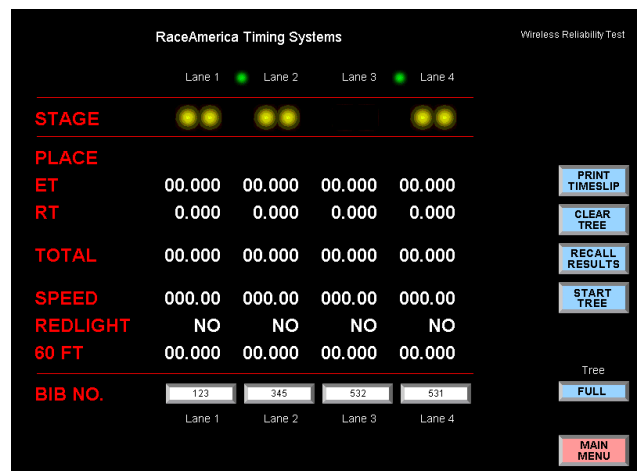 RaceAmerica Timing Systems
Wireless Reliability Test
Lane 1 Lane 2 Lane 3 Lane 4
STAGE
PLACE
ET 00.000 00.000 00.000 00.000
RT 0.000 0.000 0.000 0.000
TOTAL 00.000 00.000 00.000 00.000
SPEED 000.00 000.00 000.00 000.00
REDLIGHT NO NO NO NO
60 FT 00.000 00.000 00.000 00.000
BIB NO. 123 345 532 531
Lane 1 Lane 2 Lane 3 Lane 4
PRINT
TIMESLIP
CLEAR
TREE
RECALL
RESULTS
START
TREE
Tree
FULL
MAIN
MENU